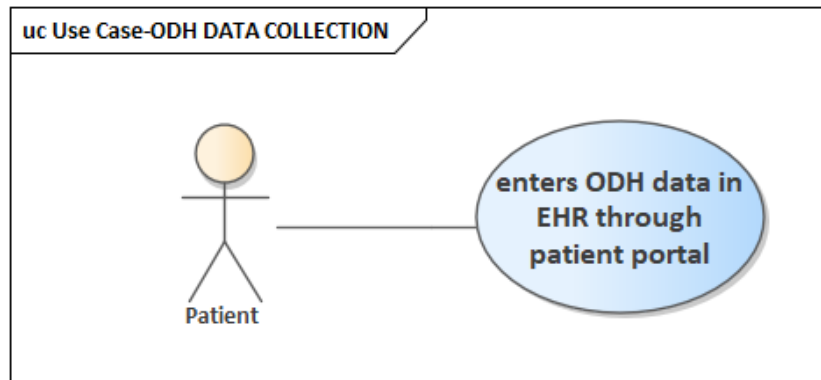 uc Use Case-ODH DATA COLLECTION
enters ODH data in
EHR through
patient portal
Patient